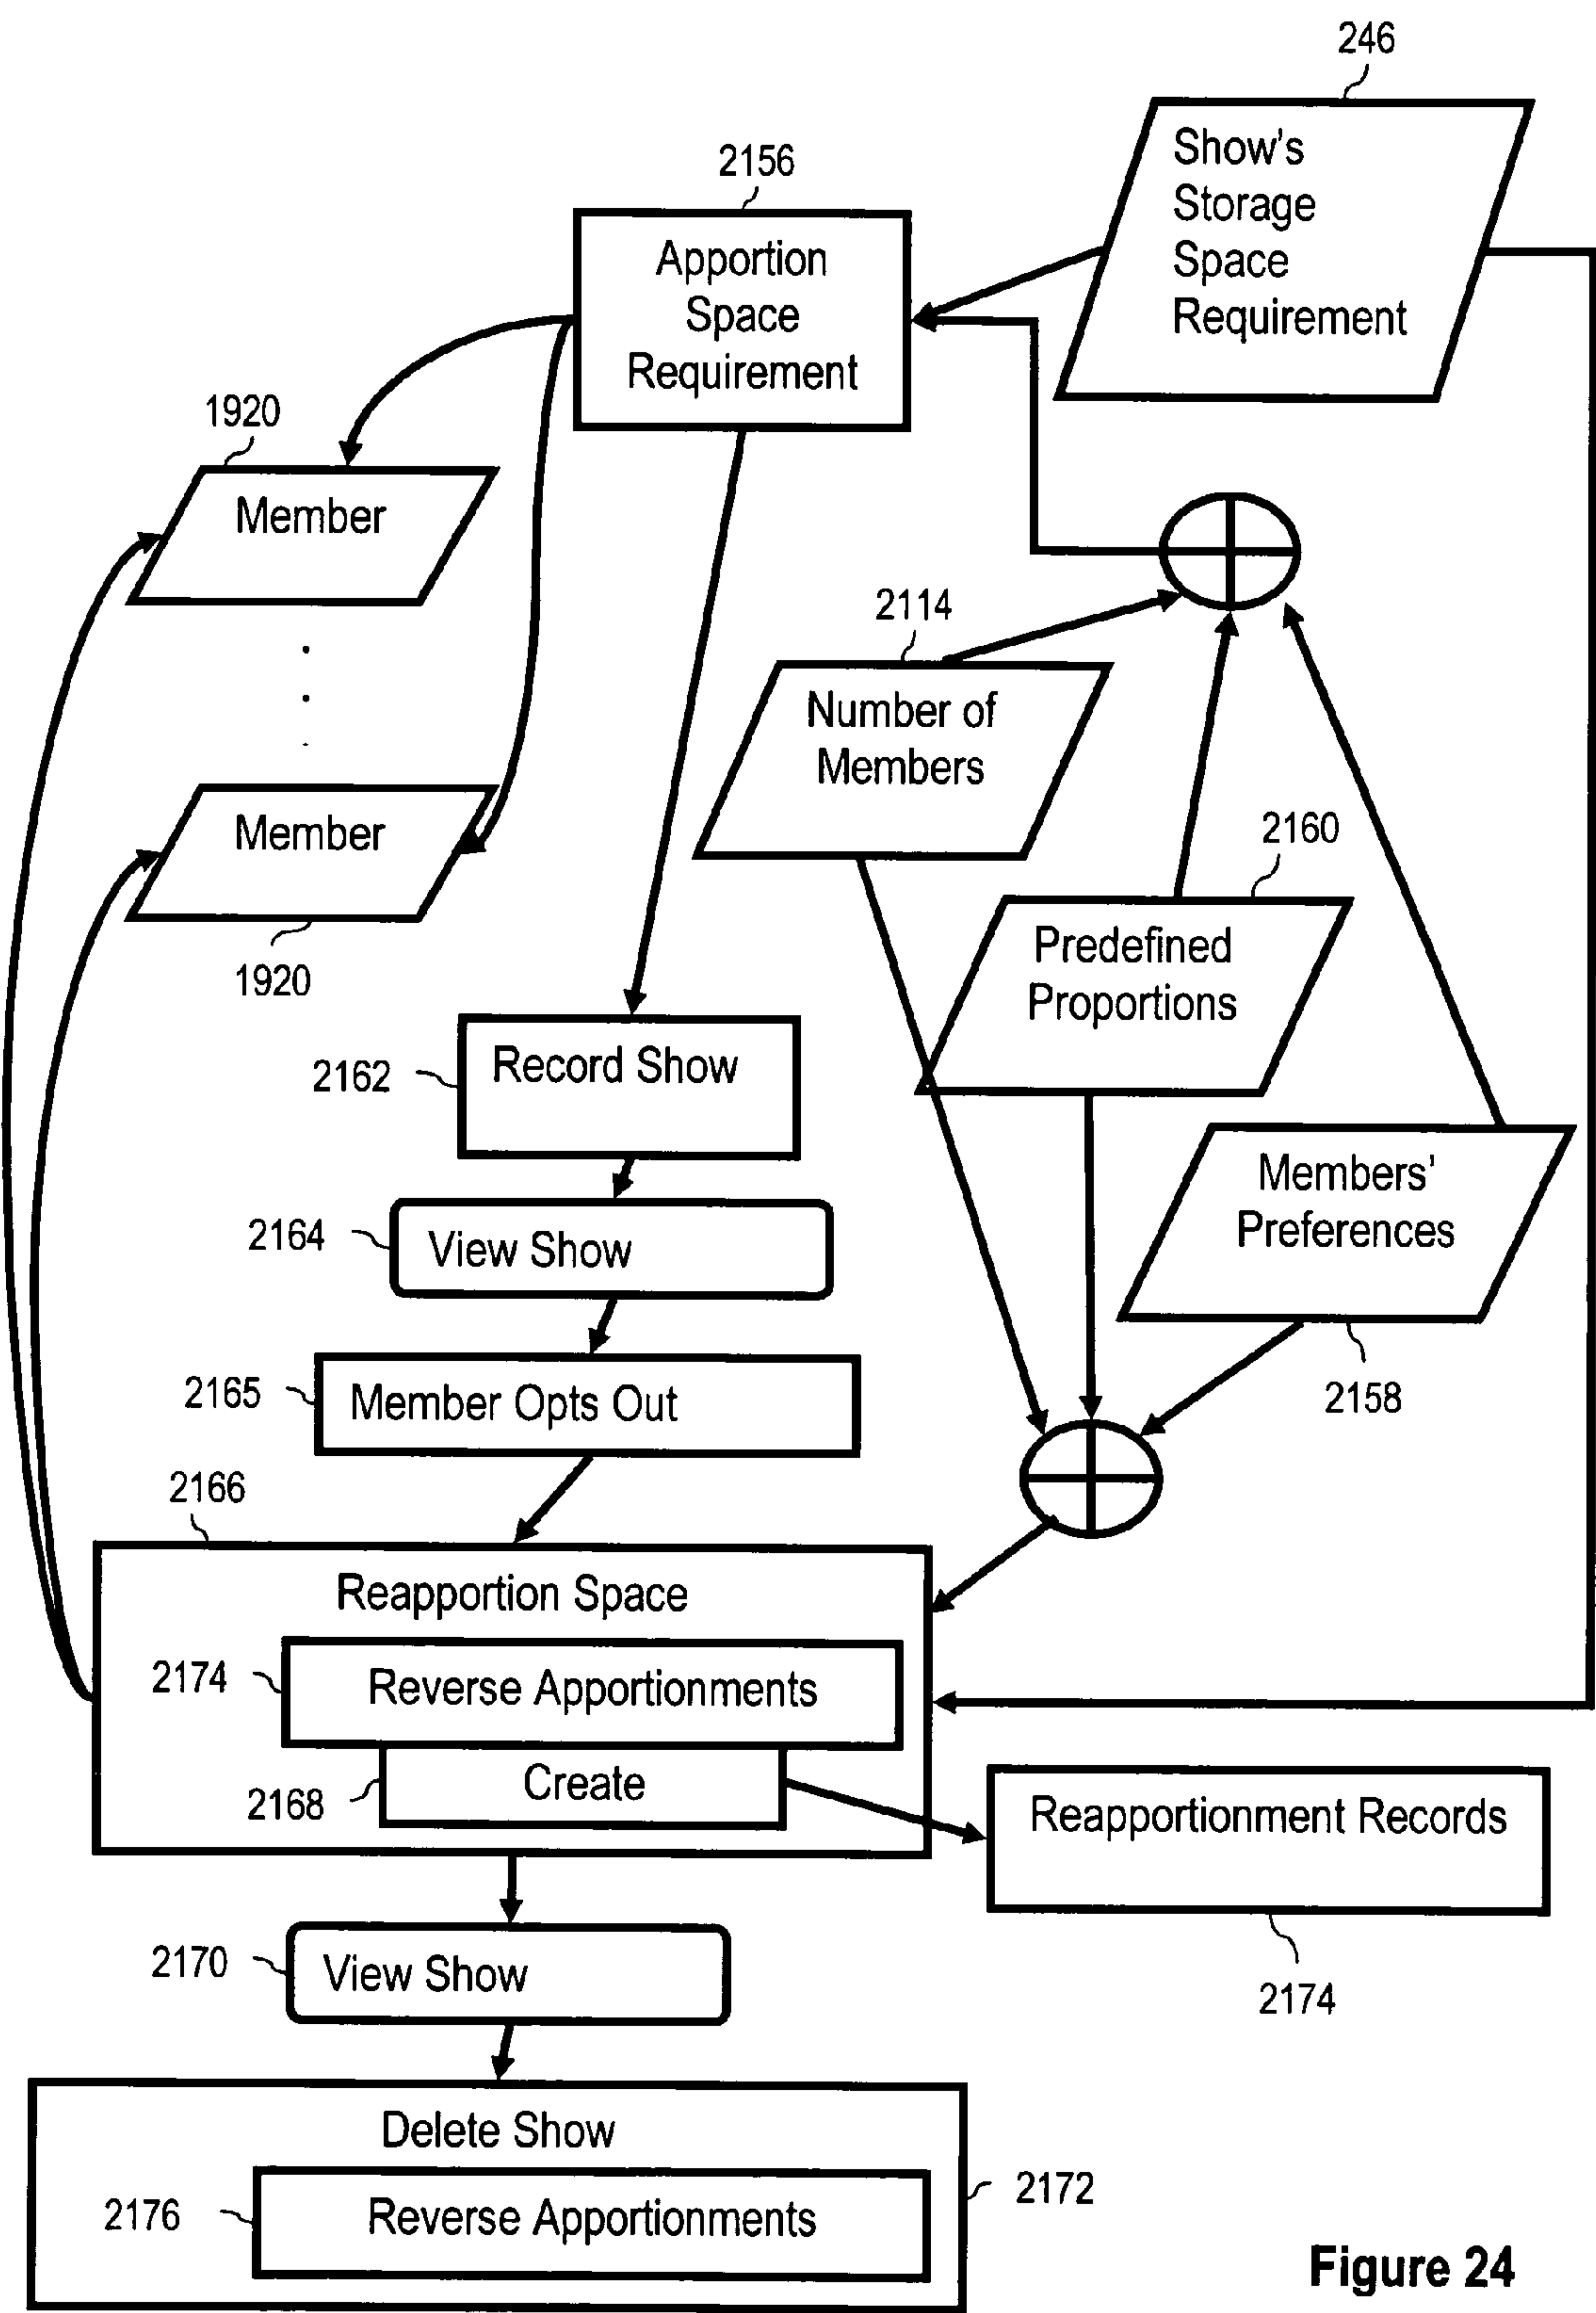 246
Show's
Storage
Space
Requirement
2156
Apportion
Space
Requirement
1920
Member
.
.
.
2114
Number of
Members
Member
1920
2160
Predefined
Proportions
2162
Record Show
Members'
Preferences
2158
2164
View Show
2165
Member Opts Out
2166
Reapportion Space
2174
Reverse Apportionments
2168
Create
Reapportionment Records
2174
2170
View Show
Delete Show
2172
2176
Reverse Apportionments
Figure 24